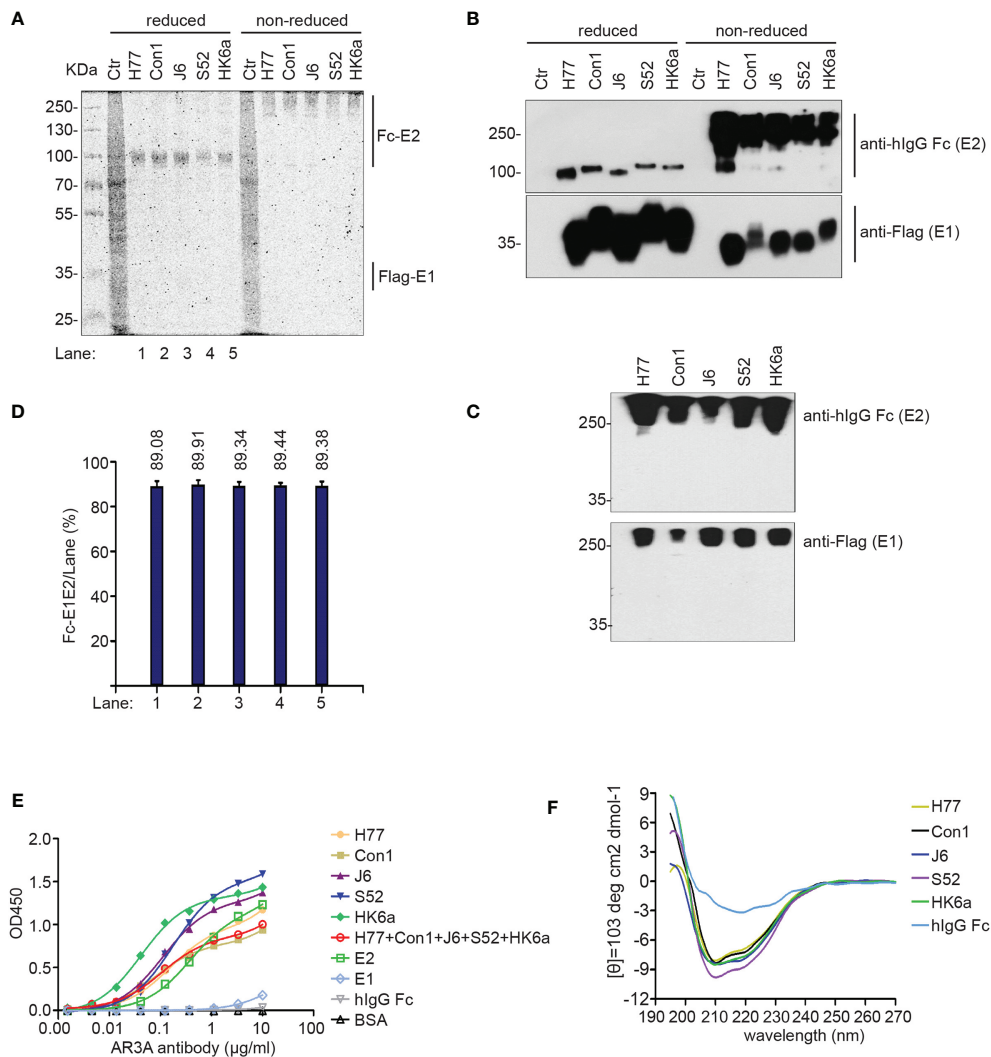 A
reduced
non-reduced
KDa
Ctr
H77
Con1
J6
S52
HK6a
Ctr
H77
Con1
J6
S52
HK6a
250-
130-
100-
70-
55-
35-
25-
Fc-E2
Flag-E1
Lane: 1 2 3 4 5
B
reduced
non-reduced
Ctr
H77
Con1
J6
S52
HK6a
Ctr
H77
Con1
J6
S52
HK6a
250-
100-
anti-hIgG Fc (E2)
35-
anti-Flag (E1)
C
H77
Con1
J6
S52
HK6a
250-
35-
anti-hIgG Fc (E2)
250-
35-
anti-Flag (E1)
D
89.08
89.91
89.34
89.44
89.38
Fc-E1E2/Lane (%)
100
80
60
40
20
Lane: 1 2 3 4 5
E
OD450
2.0
1.5
1.0
0.5
0.0
0.00 0.01 0.1 1 10 100
AR3A antibody (µg/ml)
H77
Con1
J6
S52
HK6a
H77+Con1+J6+S52+HK6a
E2
E1
hIgG Fc
BSA
F
[θ]=103 deg cm2 dmol-1
9
6
3
0
-3
-6
-9
-12
190 200 210 220 230 240 250 260 270
wavelength (nm)
H77
Con1
J6
S52
HK6a
hIgG Fc